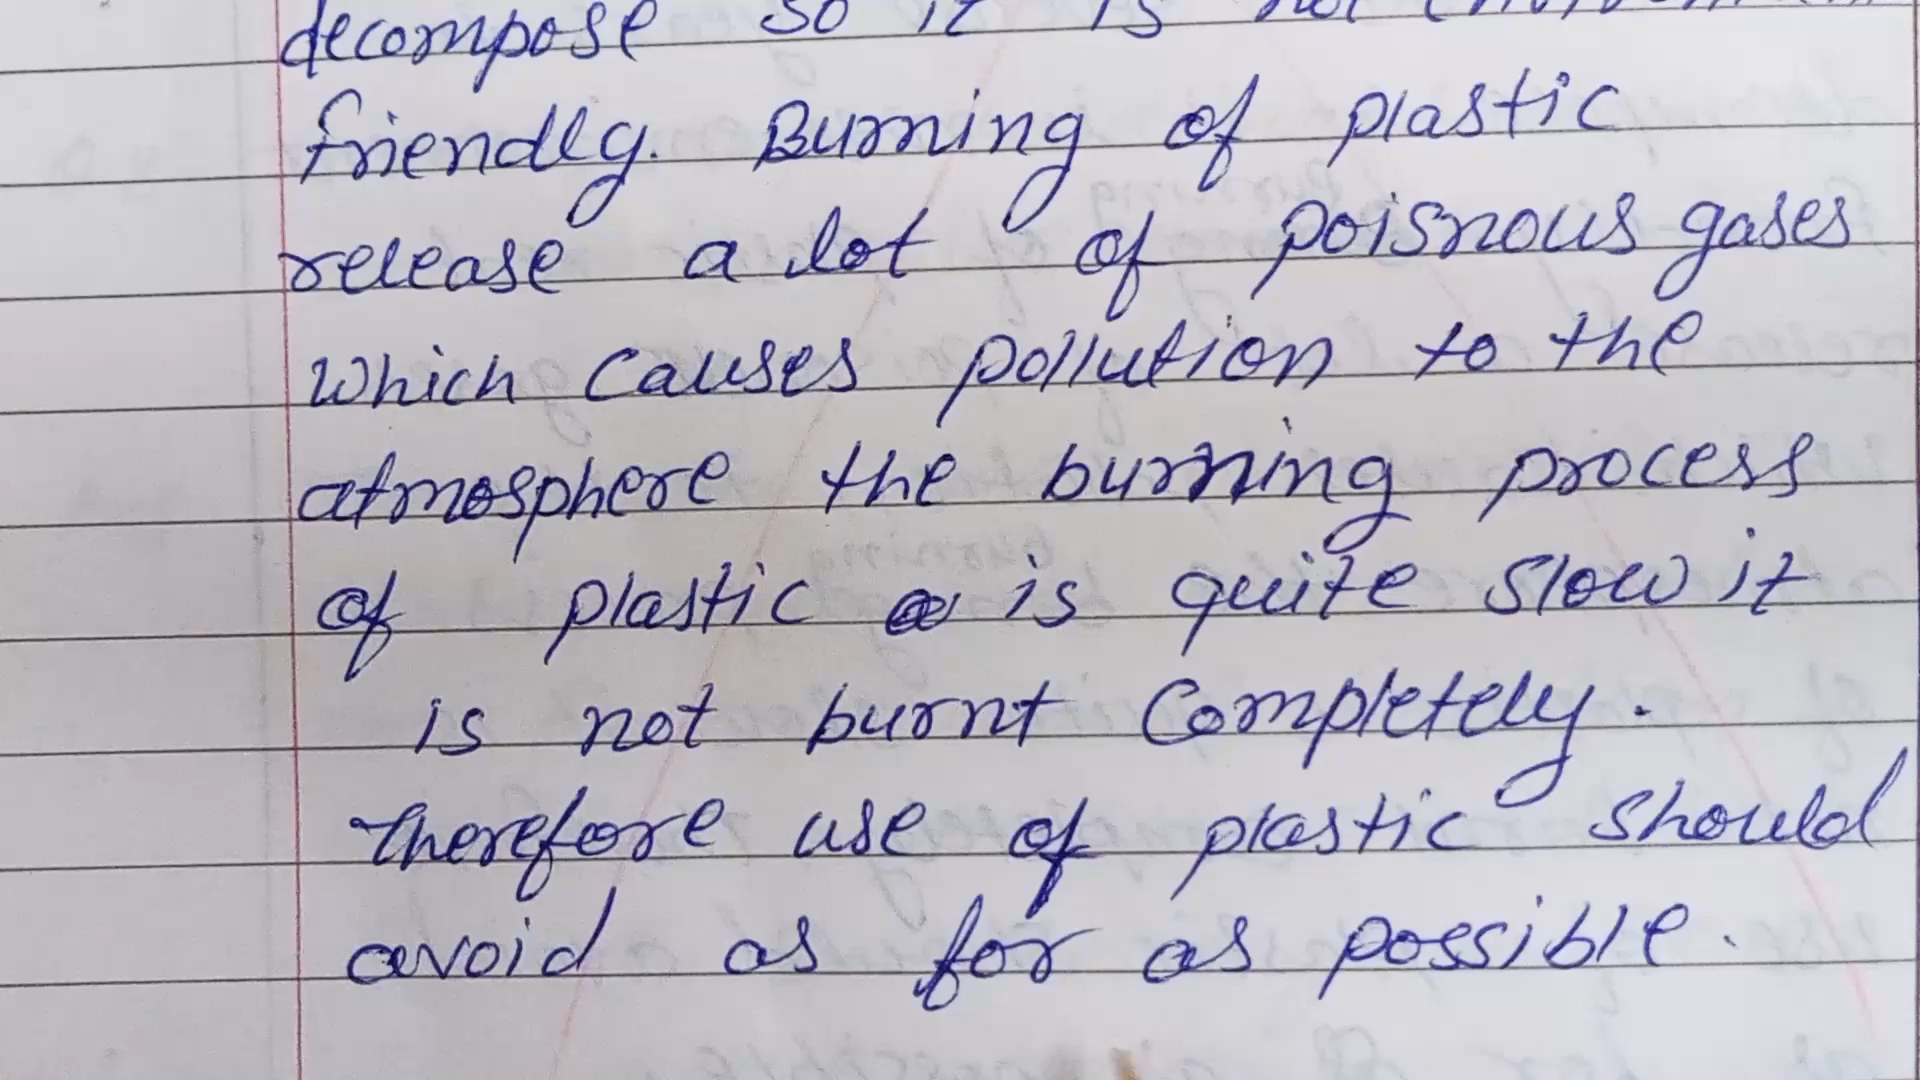 decompose so it is not
friendly. Burning of plastic
release a lot of poisnous gases
which causes pollution to the
atmosphere the burning process
of plastic is quite slow it
is not burnt completely.
therefore use of plastic should
avoid as for as possible.